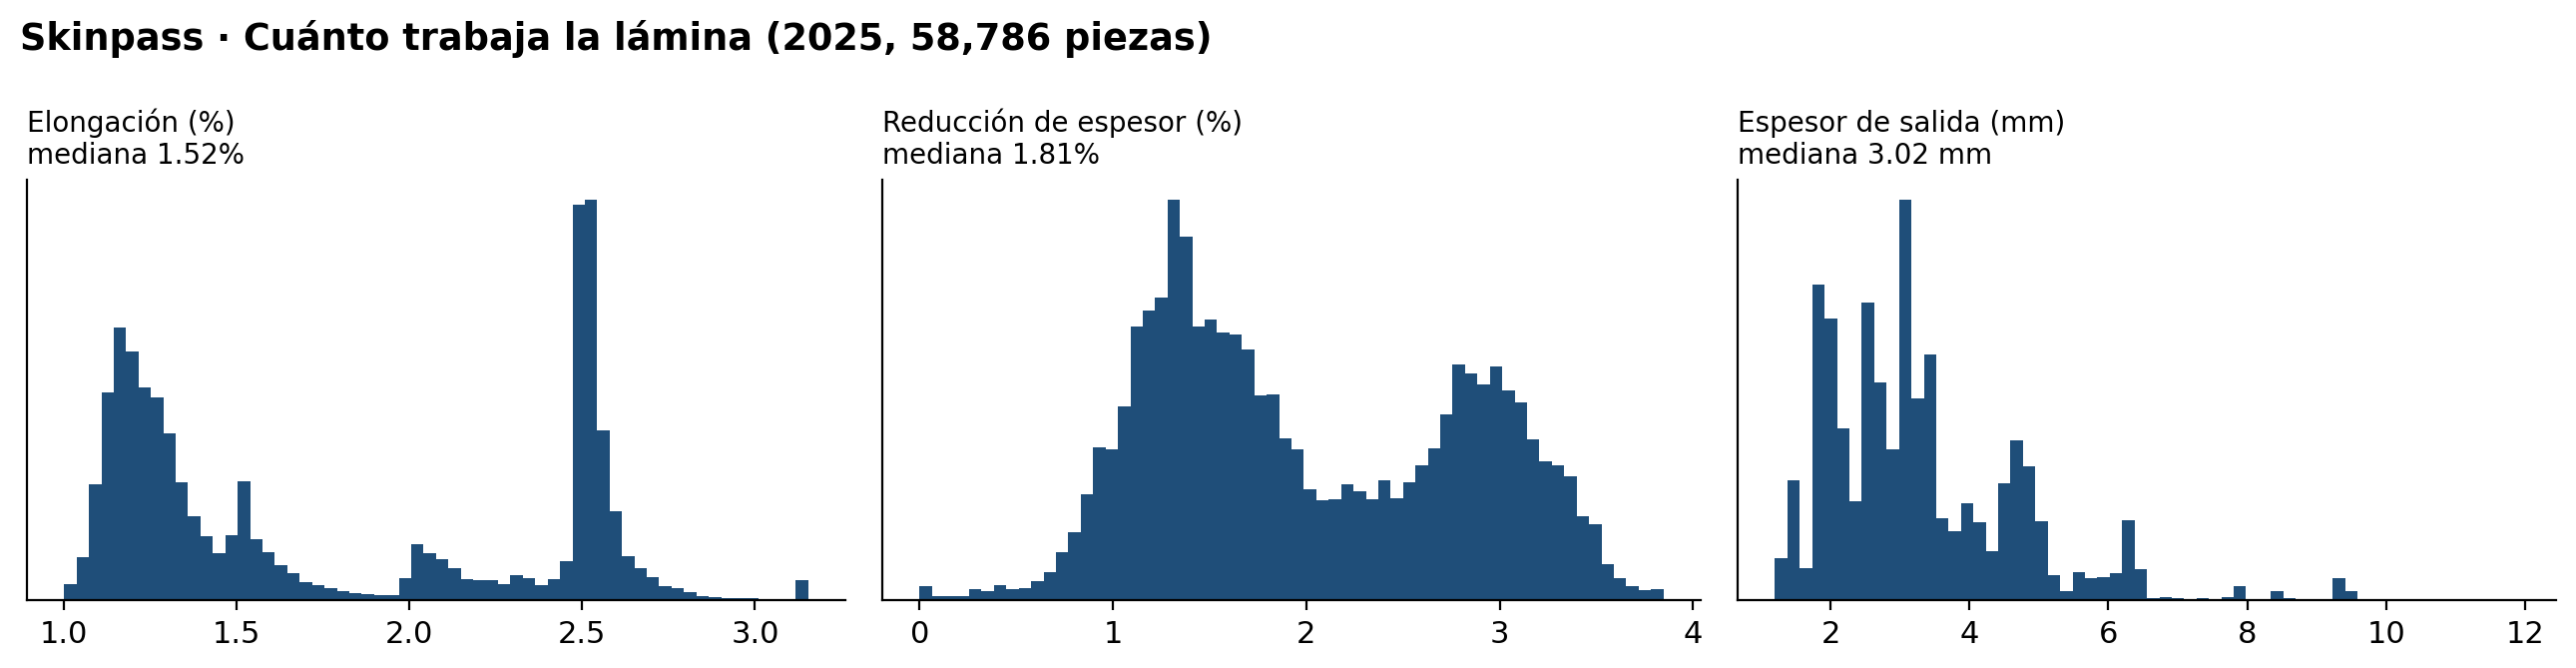 Skinpass · Cuánto trabaja la lámina (2025, 58,786 piezas)
Elongación (%)
mediana 1.52%
Reducción de espesor (%)
mediana 1.81%
Espesor de salida (mm)
mediana 3.02 mm
1.0 1.5 2.0 2.5 3.0
0 1 2 3 4
2 4 6 8 10 12